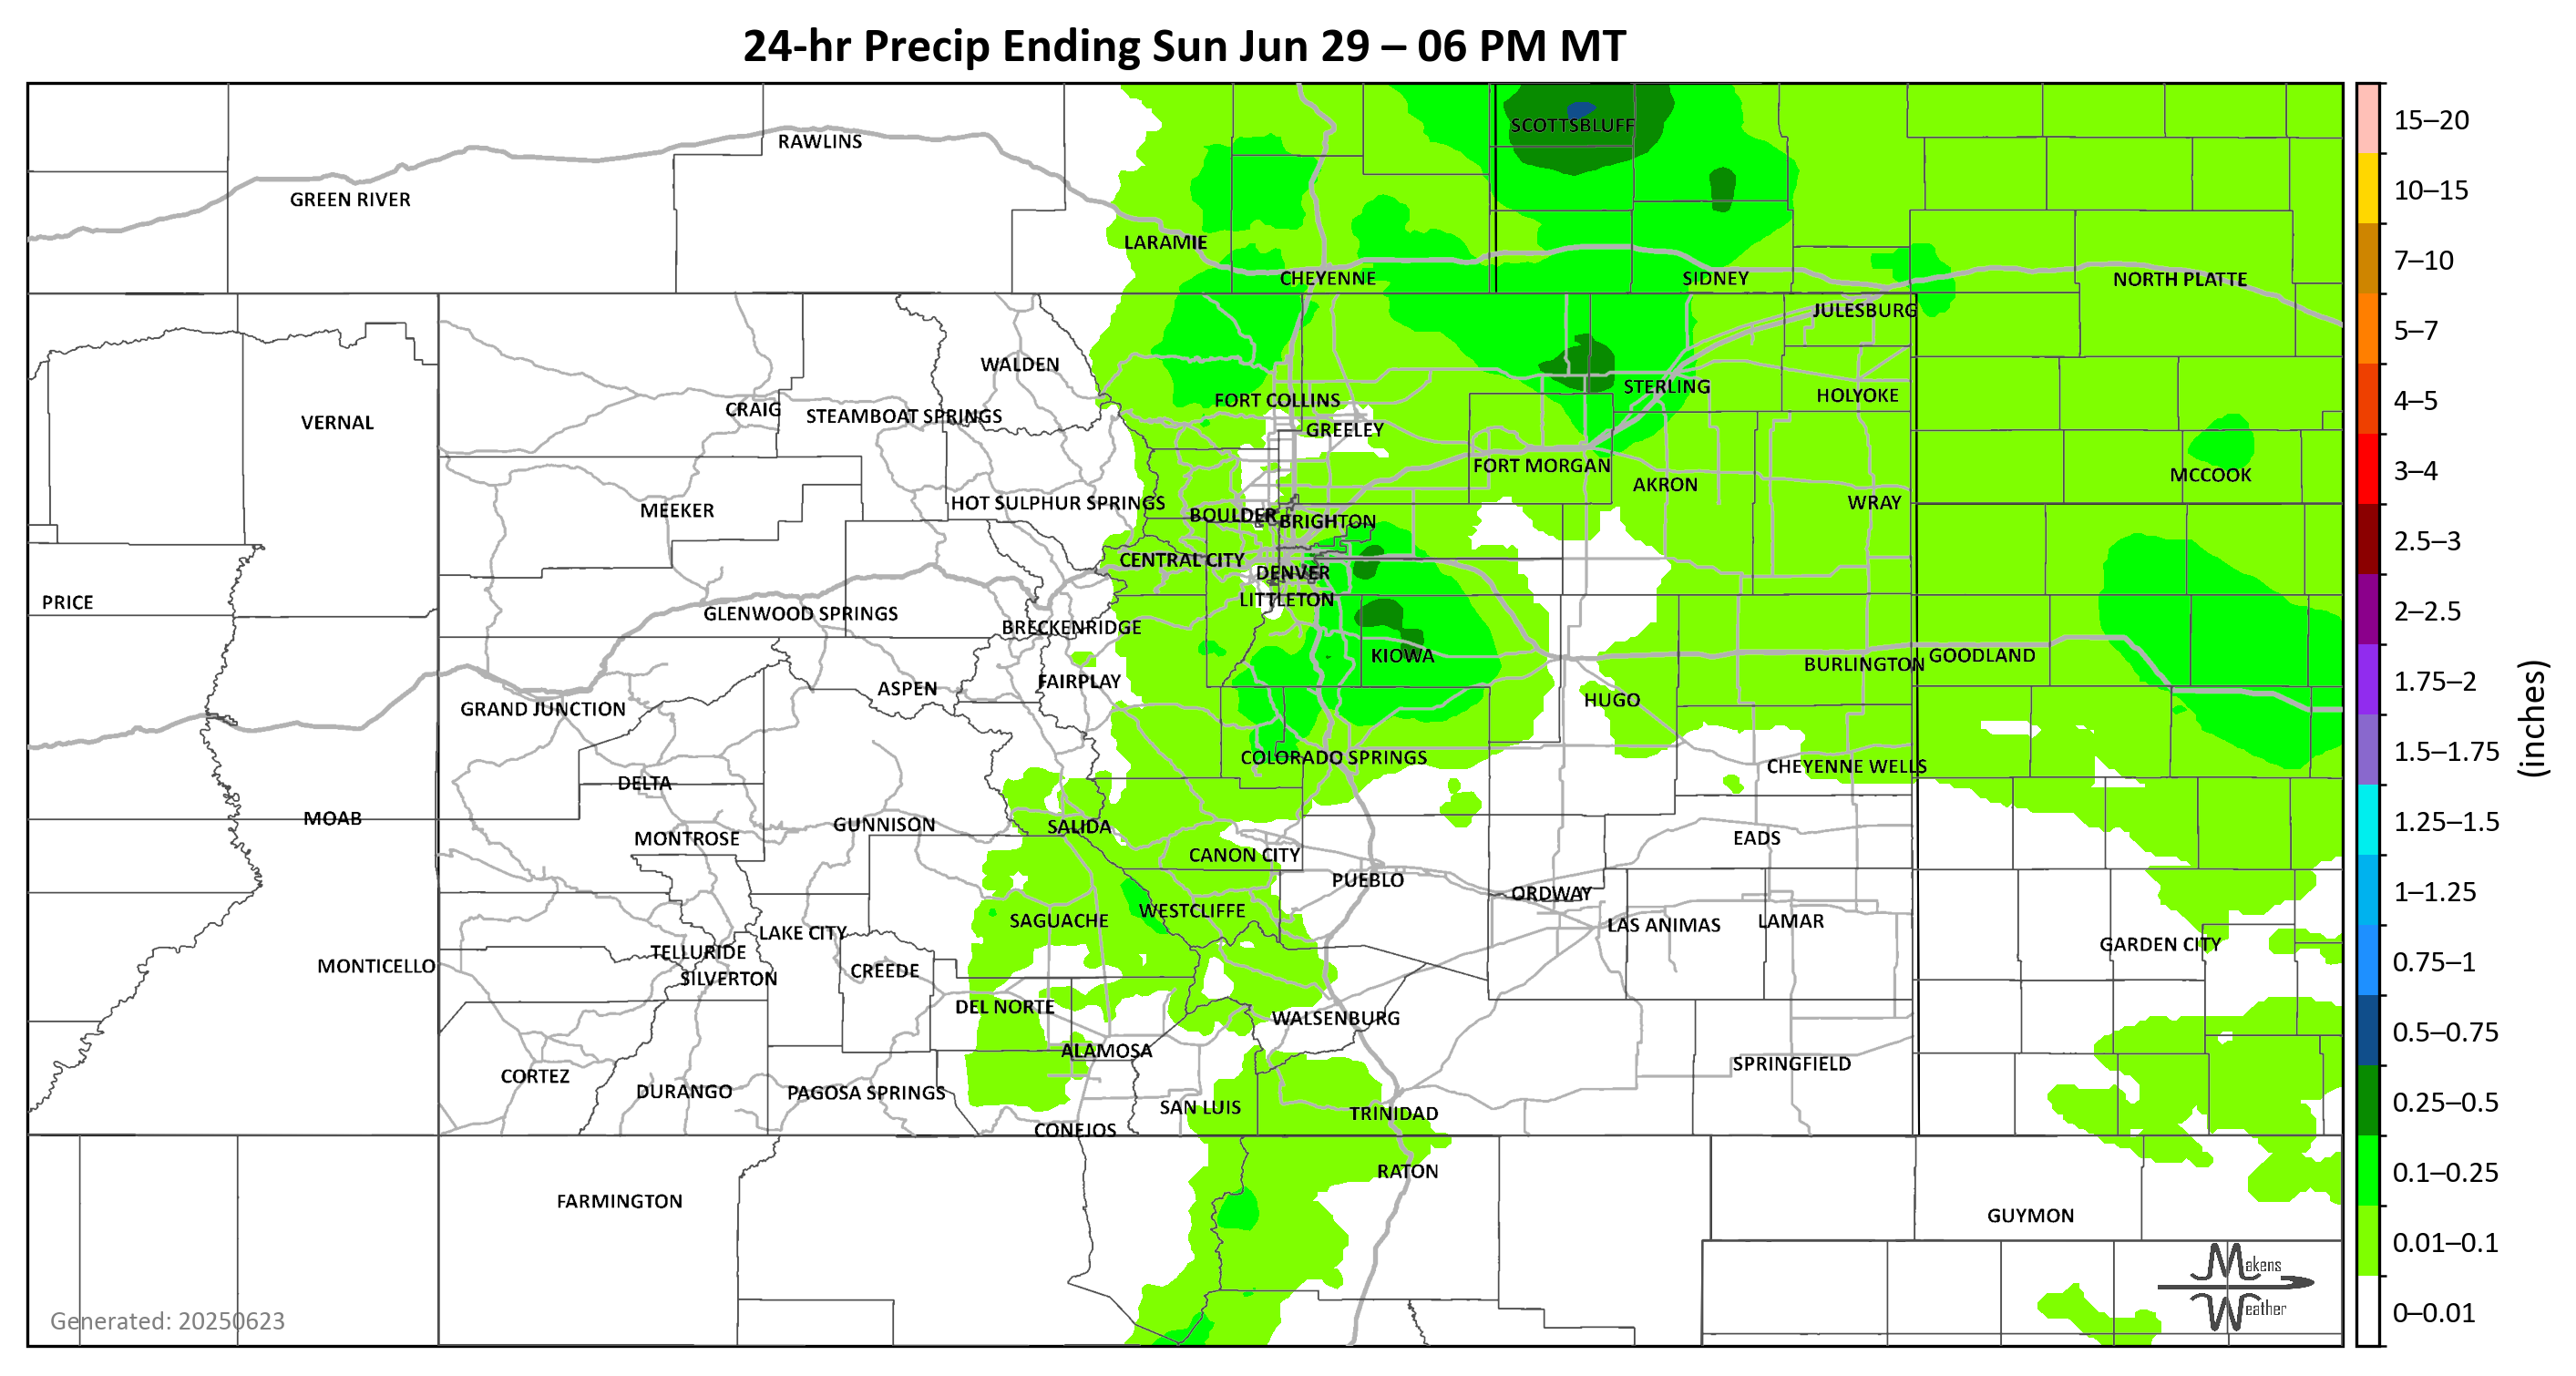 24-hr Precip Ending Sun Jun 29 – 06 PM MT
15–20
10–15
7–10
5–7
4–5
3–4
2.5–3
2–2.5
1.75–2
1.5–1.75
1.25–1.5
1–1.25
0.75–1
0.5–0.75
0.25–0.5
0.1–0.25
0.01–0.1
0–0.01
(inches)
SCOTTSBLUFF
RAWLINS
GREEN RIVER
LARAMIE
CHEYENNE
SIDNEY
NORTH PLATTE
JULESBURG
WALDEN
STERLING
HOLYOKE
FORT COLLINS
CRAIG
STEAMBOAT SPRINGS
VERNAL
GREELEY
FORT MORGAN
MCCOOK
AKRON
HOT SULPHUR SPRINGS
WRAY
MEEKER
BOULDER
BRIGHTON
CENTRAL CITY
DENVER
LITTLETON
PRICE
GLENWOOD SPRINGS
BRECKENRIDGE
KIOWA
GOODLAND
BURLINGTON
FAIRPLAY
ASPEN
HUGO
GRAND JUNCTION
COLORADO SPRINGS
CHEYENNE WELLS
DELTA
MOAB
GUNNISON
SALIDA
MONTROSE
EADS
CANON CITY
PUEBLO
ORDWAY
WESTCLIFFE
SAGUACHE
LAS ANIMAS
LAMAR
LAKE CITY
GARDEN CITY
TELLURIDE
MONTICELLO
CREEDE
SILVERTON
DEL NORTE
WALSENBURG
ALAMOSA
SPRINGFIELD
CORTEZ
DURANGO
PAGOSA SPRINGS
SAN LUIS
TRINIDAD
CONEJOS
RATON
FARMINGTON
GUYMON
Makens
Weather
Generated: 20250623